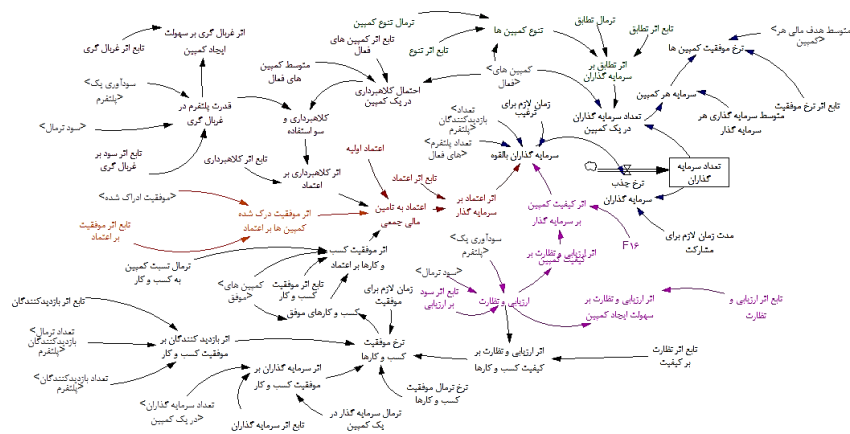 نرمال تنوع کمپین
نرمال تطابق
متوسط هدف مالی هر>
<کمپین
تابع اثر غربال گری
اثر غربال گری بر سهولت
ایجاد کمپین
تابع اثر کمپین های
فعال
تابع اثر تنوع
تنوع کمپین ها
تابع اثر تطابق
نرخ موفقیت کمپین ها
متوسط کمپین
های فعال
اثر تطابق بر
سرمایه گذاران
<سودآوری یک
پلتفرم>
قدرت پلتفرم در
غربال گری
احتمال کلاهبرداری
در یک کمپین
<کمپین های
فعال>
سرمایه هر کمپین
تابع اثر نرخ موفقیت
<سود نرمال>
کلاهبرداری و
سو استفاده
<تعداد
بازدیدکنندگان
پلتفرم>
زمان لازم برای
ترغیب
تعداد سرمایه گذاران
در یک کمپین
متوسط سرمایه گذاری هر
سرمایه گذار
تابع اثر سود بر
غربال گری
تابع اثر کلاهبرداری
اعتماد اولیه
<تعداد پلتفرم
های فعال>
سرمایه گذاران بالقوه
اثر کلاهبرداری بر
اعتماد
تابع اثر اعتماد
تعداد سرمایه
گذاران
نرخ جذب
سرمایه گذاران
<موفقیت ادراک شده>
اثر موفقیت درک شده
کمپین ها بر اعتماد
اعتماد به تامین
مالی جمعی
اثر اعتماد بر
سرمایه گذار
اثر کیفیت کمپین
بر سرمایه گذار
تابع اثر موفقیت
بر اعتماد
F۱۶
مدت زمان لازم برای
مشارکت
نرمال نسبت کمپین
به کسب و کار
اثر موفقیت کسب
و کارها بر اعتماد
<سودآوری یک
پلتفرم>
اثر ارزیابی و نظارت بر
کیفیت کمپین
<کمپین های
موفق>
تابع اثر موفقیت
کسب و کار
زمان لازم برای
موفقیت
<سود نرمال>
تابع اثر سود
بر ارزیابی
ارزیابی و نظارت
اثر ارزیابی و نظارت بر
سهولت ایجاد کمپین
تابع اثر ارزیابی و
نظارت
تابع اثر بازدیدکنندگان
کسب و کارهای موفق
<تعداد نرمال
بازدیدکنندگان
پلتفرم>
اثر بازدید کنندگان بر
موفقیت کسب و کار
نرخ موفقیت
کسب و کارها
اثر ارزیابی و نظارت بر
کیفیت کسب و کارها
تابع اثر نظارت
بر کیفیت
<تعداد بازدیدکنندگان
پلتفرم>
اثر سرمایه گذاران بر
موفقیت کسب و کار
نرخ نرمال موفقیت
کسب و کارها
<تعداد سرمایه گذاران
در یک کمپین>
تابع اثر سرمایه گذاران
نرمال سرمایه گذار در
یک کمپین